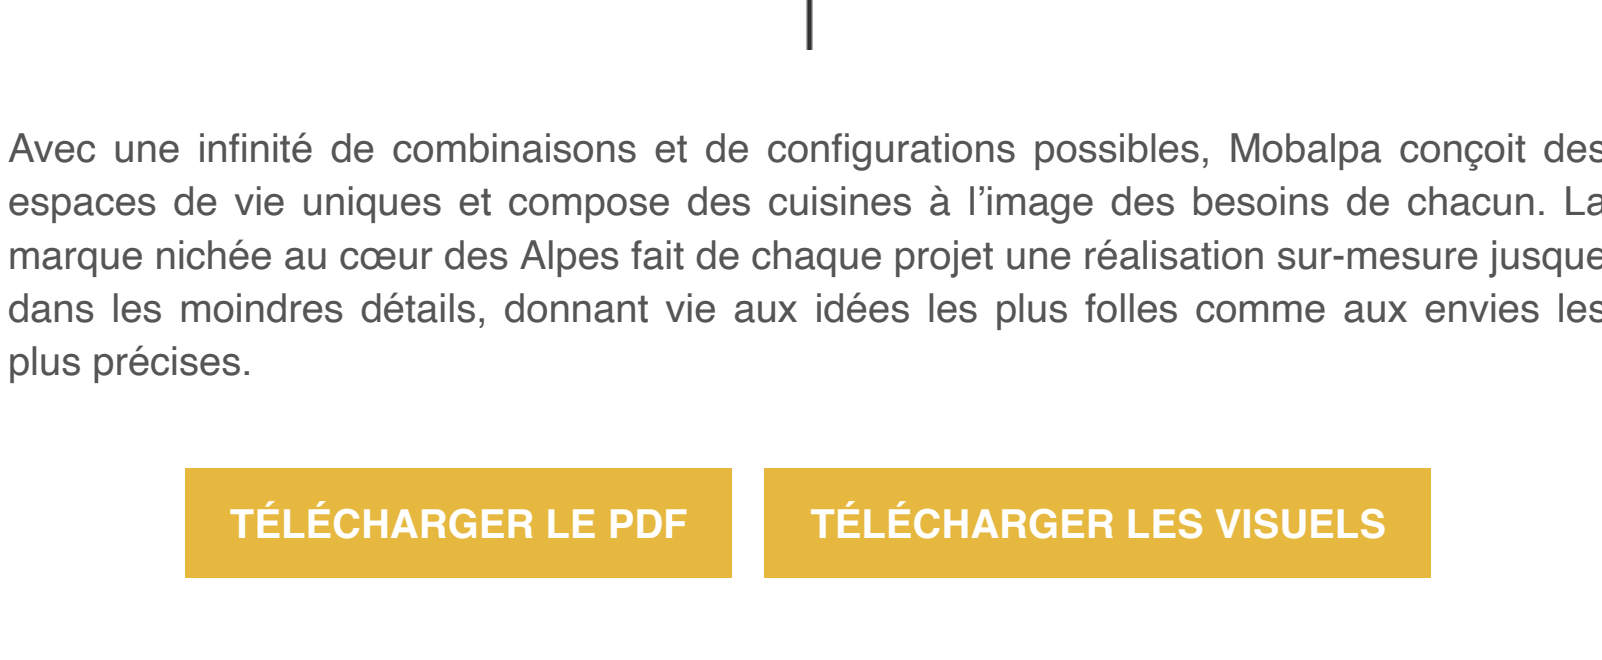 Avec une infinité de combinaisons et de configurations possibles, Mobalpa conçoit des
espaces de vie uniques et compose des cuisines à l’image des besoins de chacun. La
marque nichée au cœur des Alpes fait de chaque projet une réalisation sur-mesure jusque
dans les moindres détails, donnant vie aux idées les plus folles comme aux envies les
plus précises.
TÉLÉCHARGER LE PDF
TÉLÉCHARGER LES VISUELS